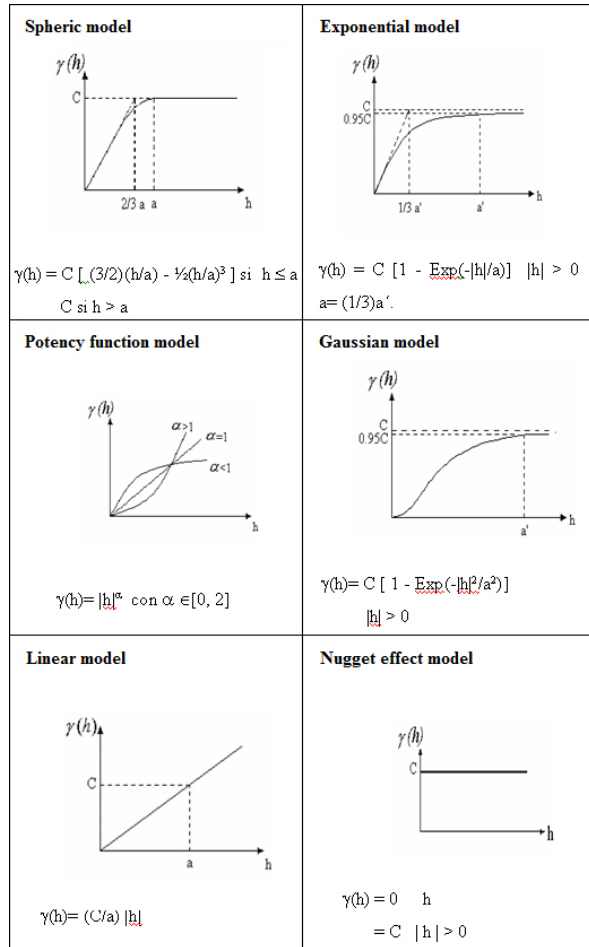 Spheric model
γ(h)
C
2/3 a
a
h
γ(h) = C [ (3/2)(h/a) - ½(h/a)³ ] si h ≤ a
C si h > a
Exponential model
γ(h)
C
0.95C
1/3 a'
a'
h
γ(h) = C [1 - Exp(-|h|/a)] |h| > 0
a= (1/3)a´.
Potency function model
γ(h)
α>1
α=1
α<1
h
γ(h)= |h|^α con α ∈[0, 2]
Gaussian model
γ(h)
C
0.95C
a'
h
γ(h)= C [ 1 - Exp(-|h|²/a²)]
|h| > 0
Linear model
γ(h)
C
a
h
γ(h)= (C/a) |h|
Nugget effect model
γ(h)
C
h
γ(h) = 0 h
= C | h | > 0